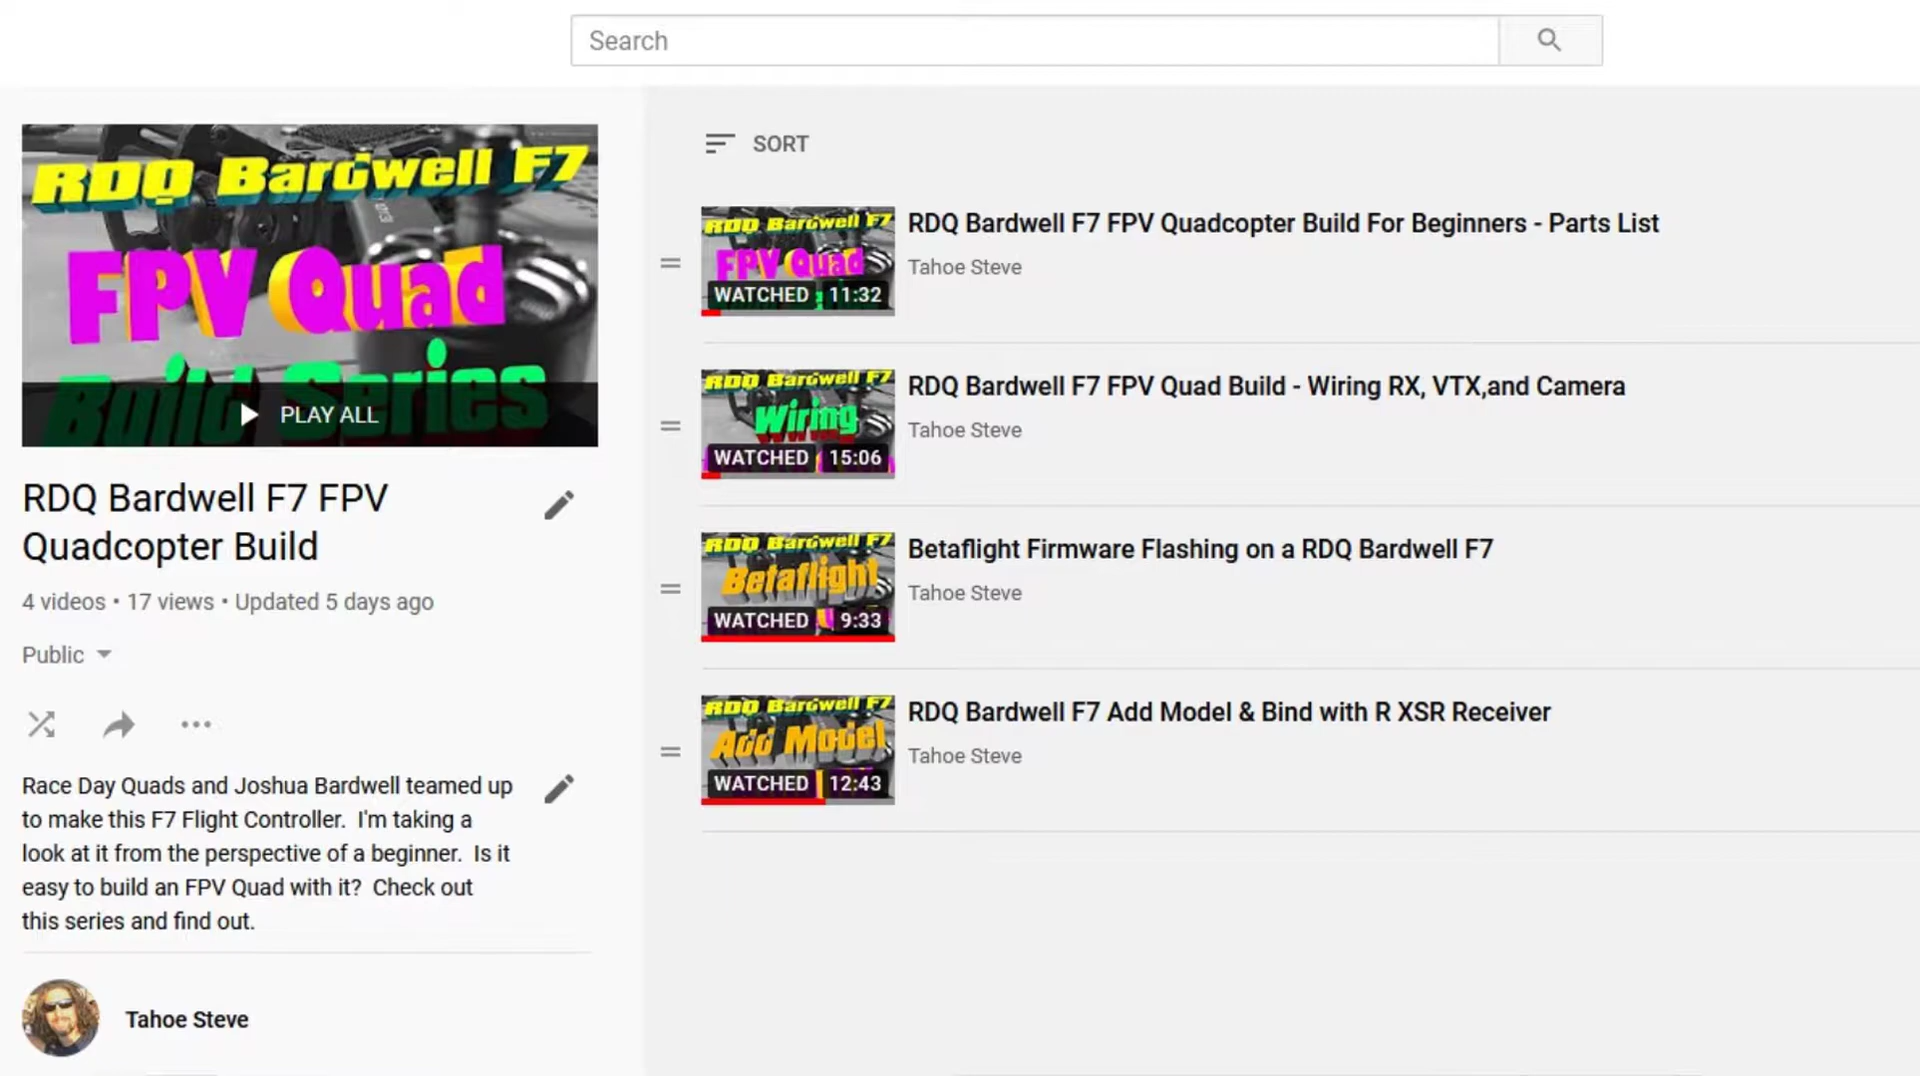 Search
RDQ Bardwell F7
FPV Quad
Build Series
PLAY ALL
RDQ Bardwell F7 FPV
Quadcopter Build
4 videos • 17 views • Updated 5 days ago
Public
Race Day Quads and Joshua Bardwell teamed up
to make this F7 Flight Controller.  I'm taking a
look at it from the perspective of a beginner.  Is it
easy to build an FPV Quad with it?  Check out
this series and find out.
Tahoe Steve
SORT
RDQ Bardwell F7
FPV Quad
WATCHED 11:32
RDQ Bardwell F7 FPV Quadcopter Build For Beginners - Parts List
Tahoe Steve
RDQ Bardwell F7
Wiring
WATCHED 15:06
RDQ Bardwell F7 FPV Quad Build - Wiring RX, VTX,and Camera
Tahoe Steve
RDQ Bardwell F7
Betaflight
WATCHED 9:33
Betaflight Firmware Flashing on a RDQ Bardwell F7
Tahoe Steve
RDQ Bardwell F7
Add Model
WATCHED 12:43
RDQ Bardwell F7 Add Model & Bind with R XSR Receiver
Tahoe Steve